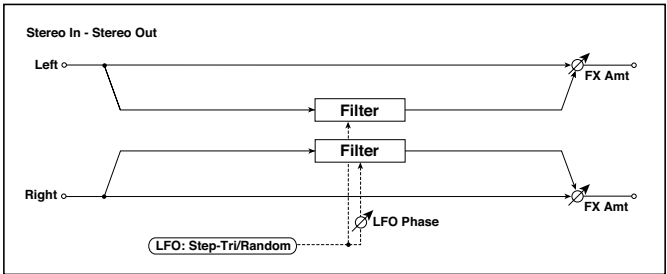 Stereo In - Stereo Out
Left
FX Amt
Filter
Filter
Right
FX Amt
LFO Phase
LFO: Step-Tri/Random